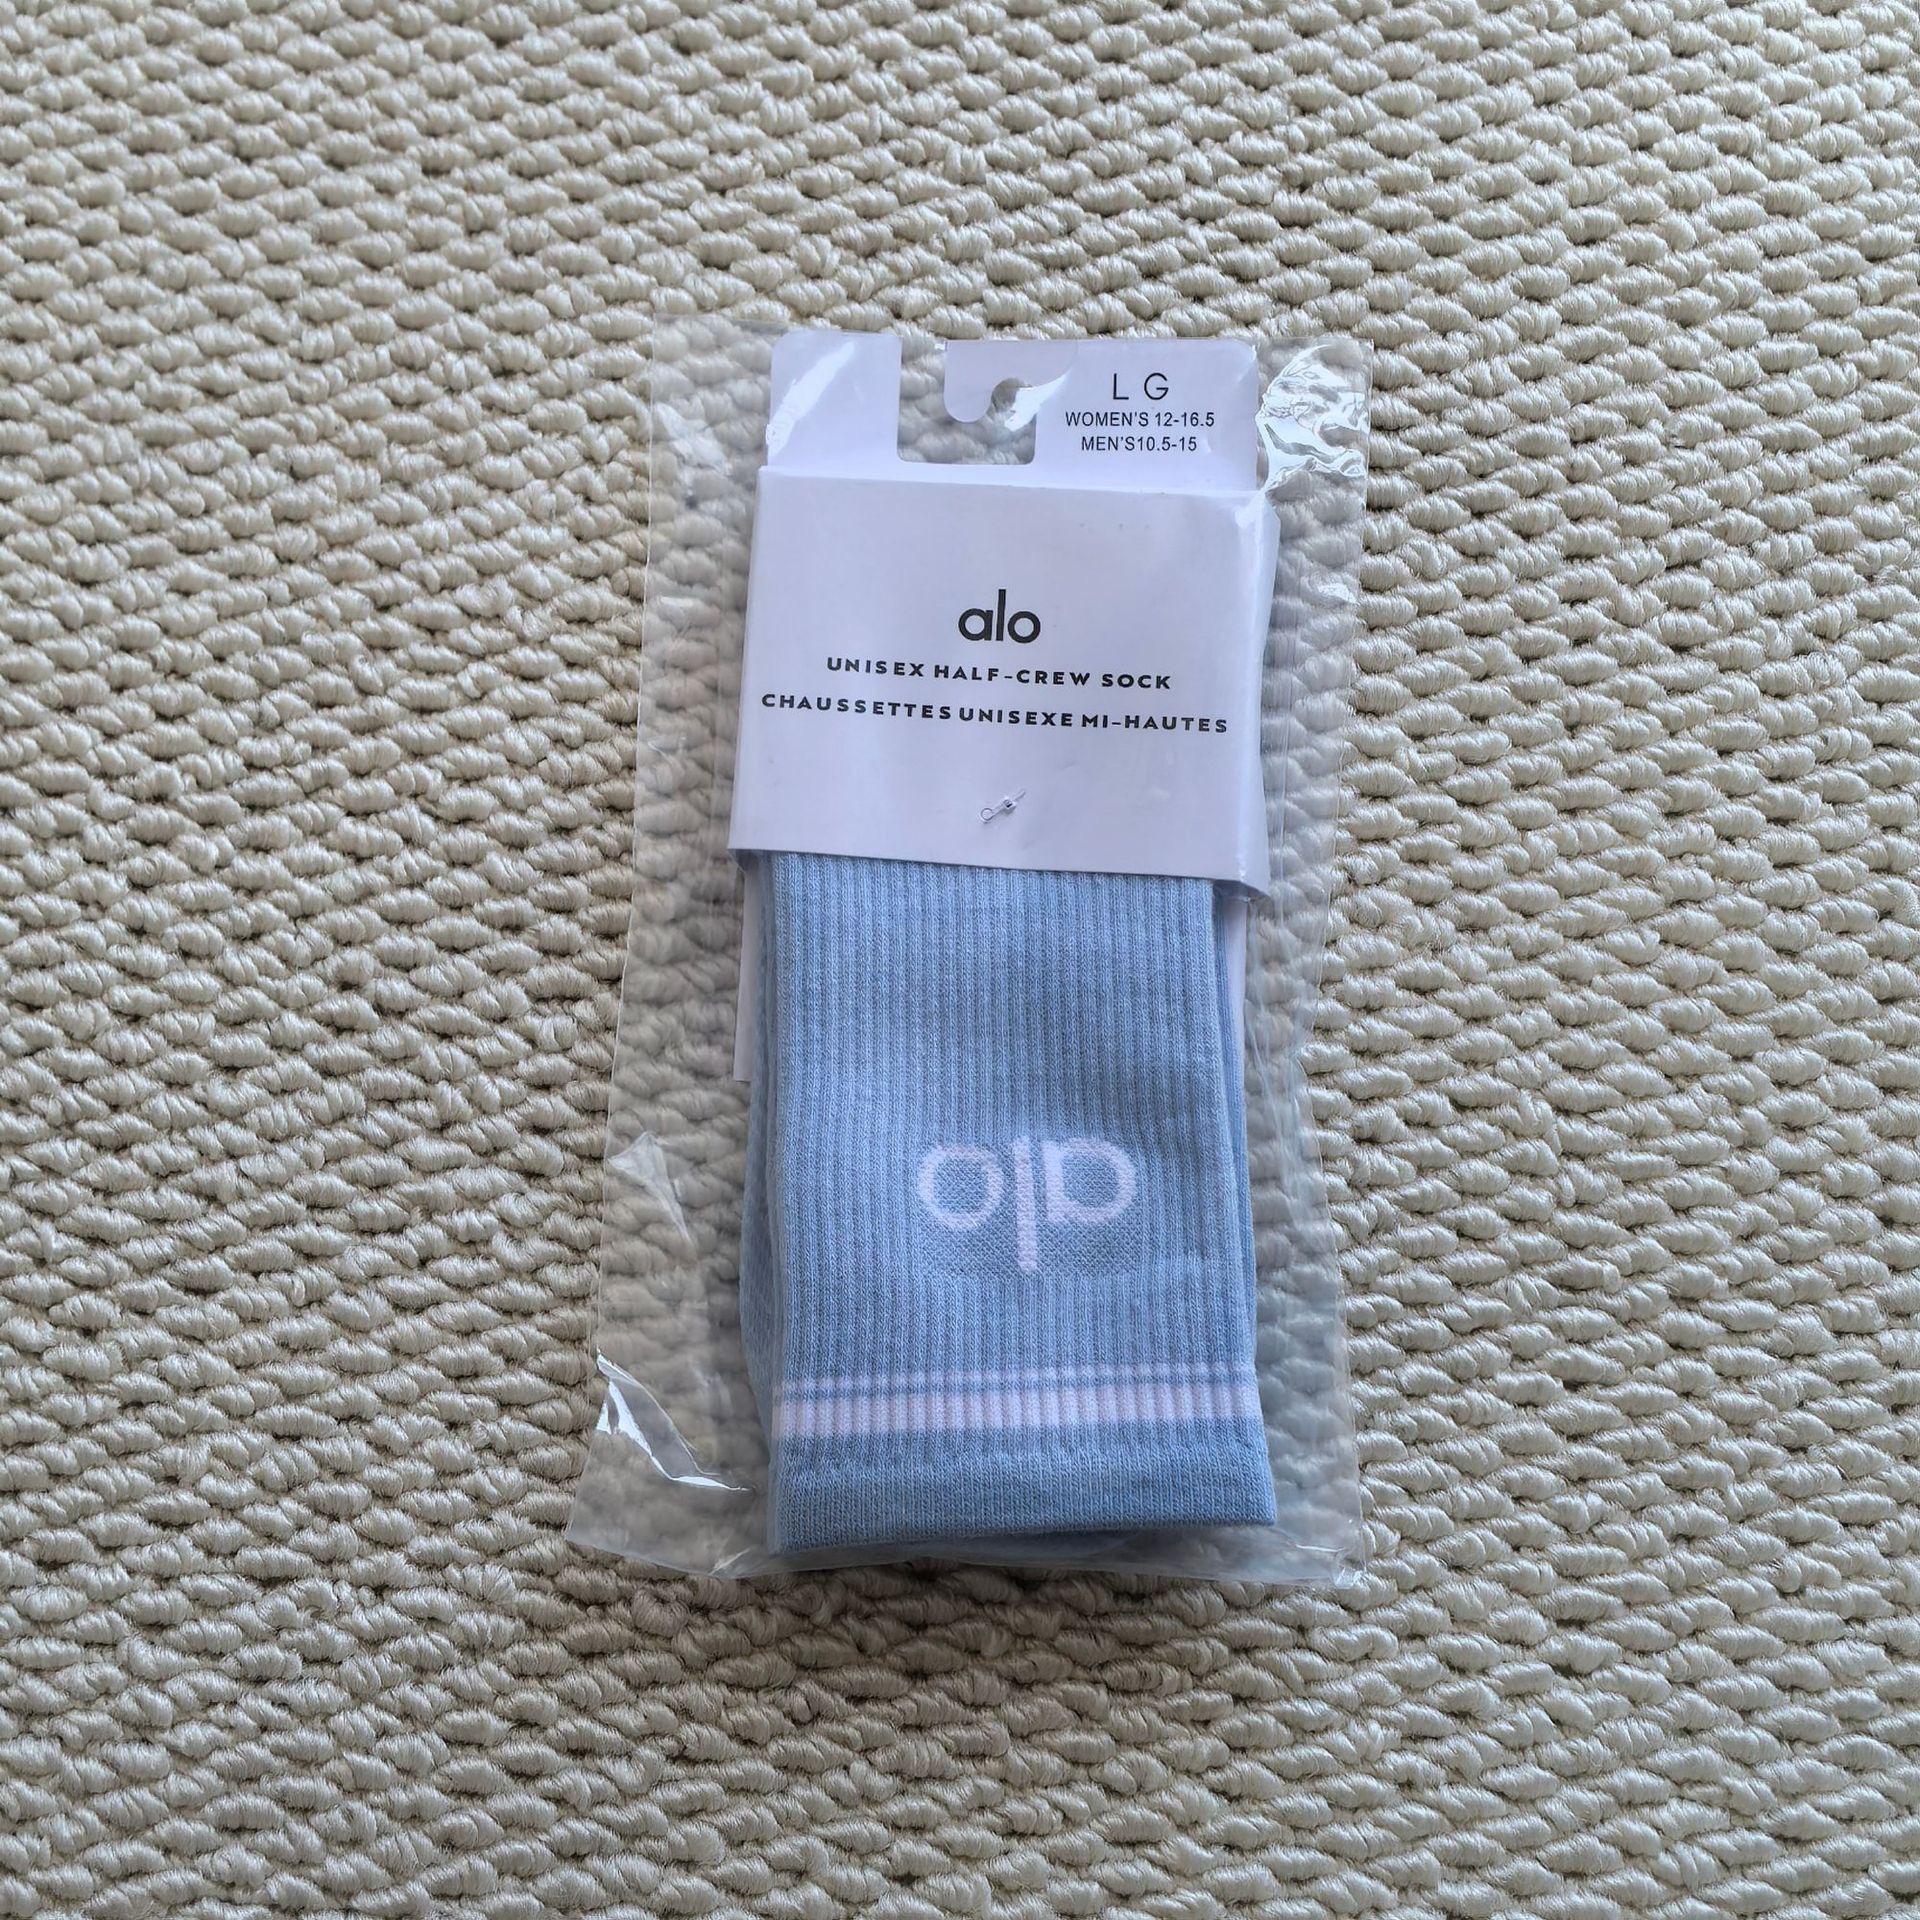 L G
WOMEN'S 12-16.5
MEN'S10.5-15
alo
UNISEX HALF-CREW SOCK
CHAUSSETTES UNISEXE MI-HAUTES
alo